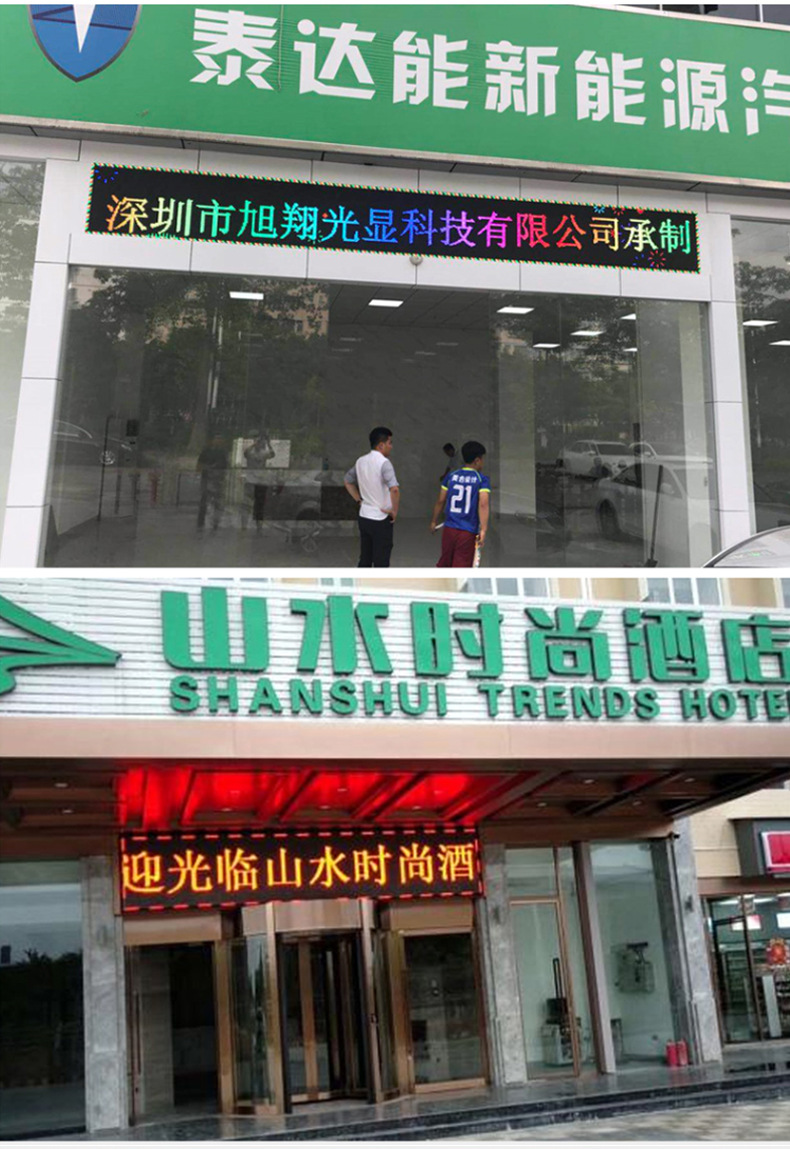 泰达能新能源汽
深圳市旭翔光显科技有限公司承制
21
山水时尚酒店
SHANSHUI TRENDS HOTE
迎光临山水时尚酒